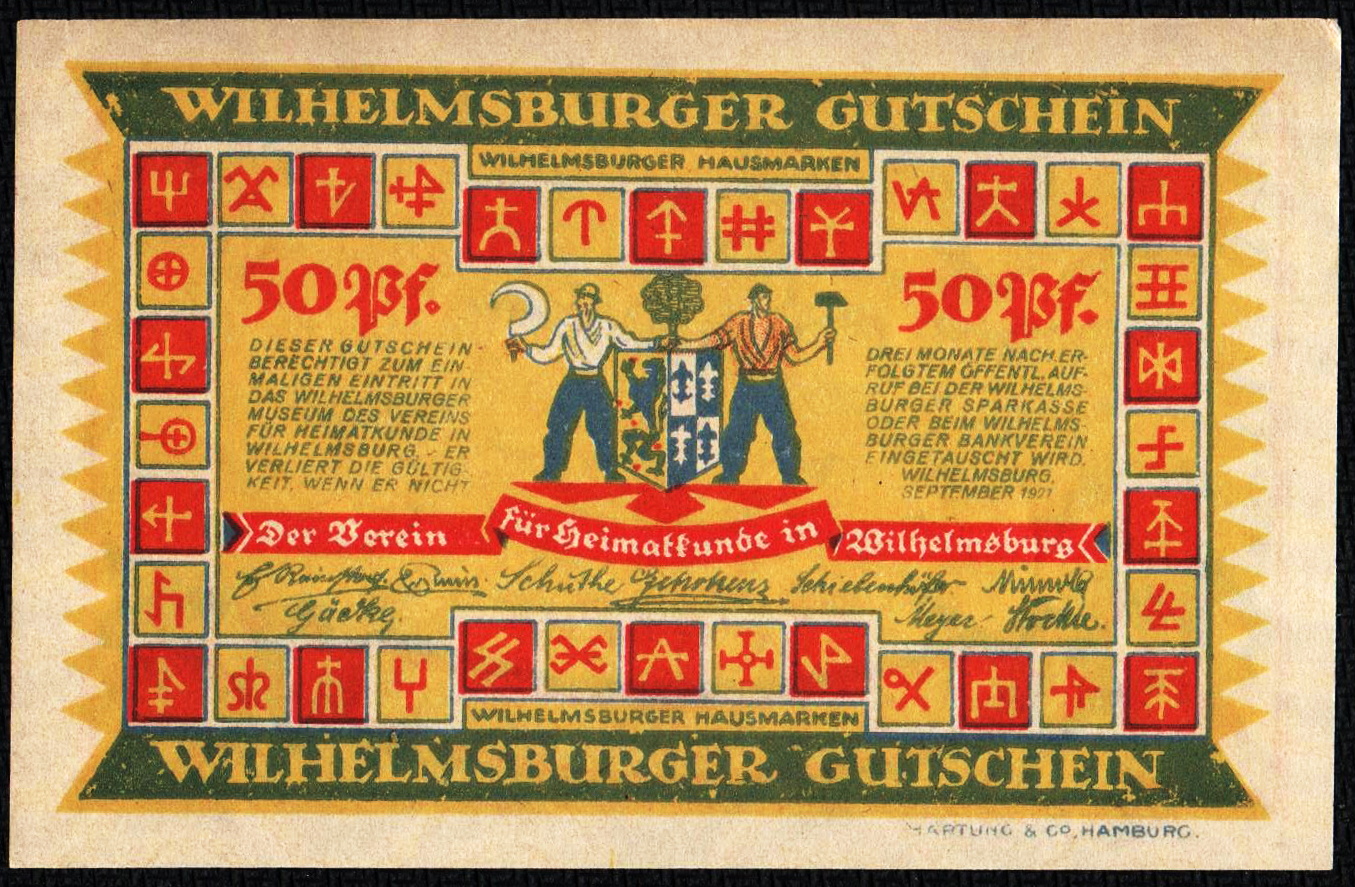 WILHELMSBURGER GUTSCHEIN
WILHELMSBURGER HAUSMARKEN
50 Pf.
50 Pf.
DIESER GUTSCHEIN
BERECHTIGT ZUM EIN-
MALIGEN EINTRITT IN
DAS WILHELMSBURGER
MUSEUM DES VEREINS
FÜR HEIMATKUNDE IN
WILHELMSBURG. - ER
VERLIERT DIE GÜLTIG-
KEIT, WENN ER NICHT
DREI MONATE NACH ER-
FOLGTEM ÖFFENTL. AUF-
RUF BEI DER WILHELMS-
BURGER SPARKASSE
ODER BEIM WILHELMS-
BURGER BANKVEREIN
EINGETAUSCHT WIRD.
WILHELMSBURG,
SEPTEMBER 1921
Der Verein für Heimatkunde in Wilhelmsburg
Schuthe
Meyer
WILHELMSBURGER HAUSMARKEN
WILHELMSBURGER GUTSCHEIN
HARTUNG & CO, HAMBURG.